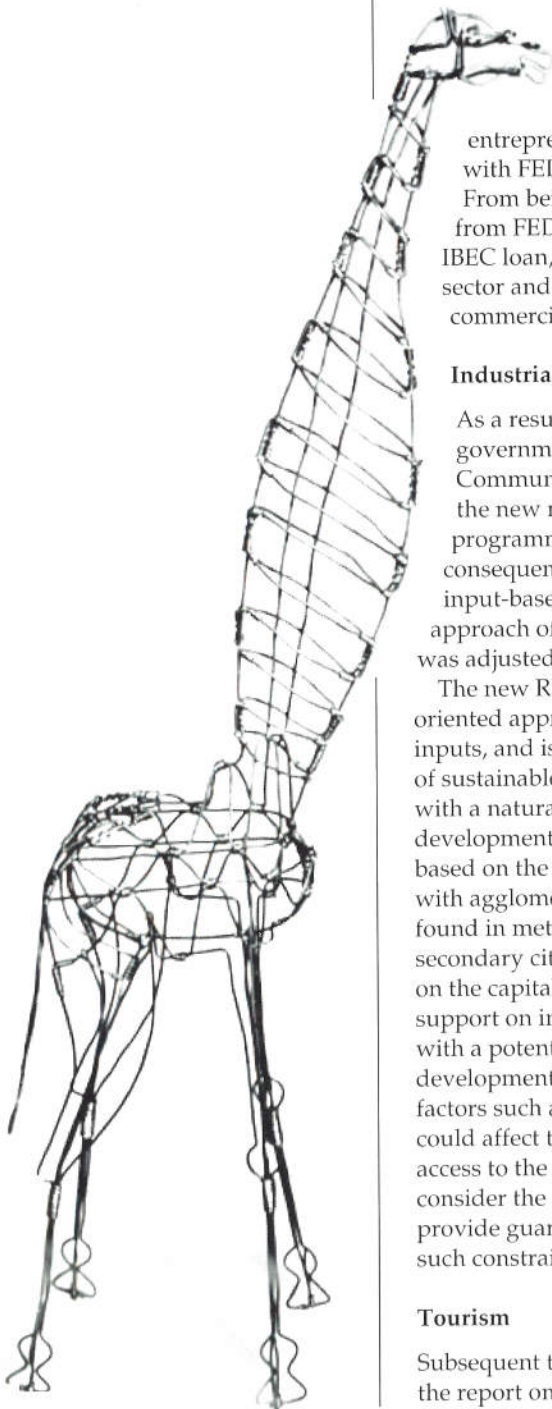 entrepre
with FED
From be
from FED
IBEC loan,
sector and
commerci
Industria
As a resu
governm
Commun
the new r
programm
consequen
input-base
approach of
was adjusted
The new R
oriented appr
inputs, and is
of sustainable
with a natura
development
based on the
with agglome
found in met
secondary cit
on the capital
support on in
with a potent
development
factors such a
could affect t
access to the
consider the
provide guar
such constrai
Tourism
Subsequent t
the report on